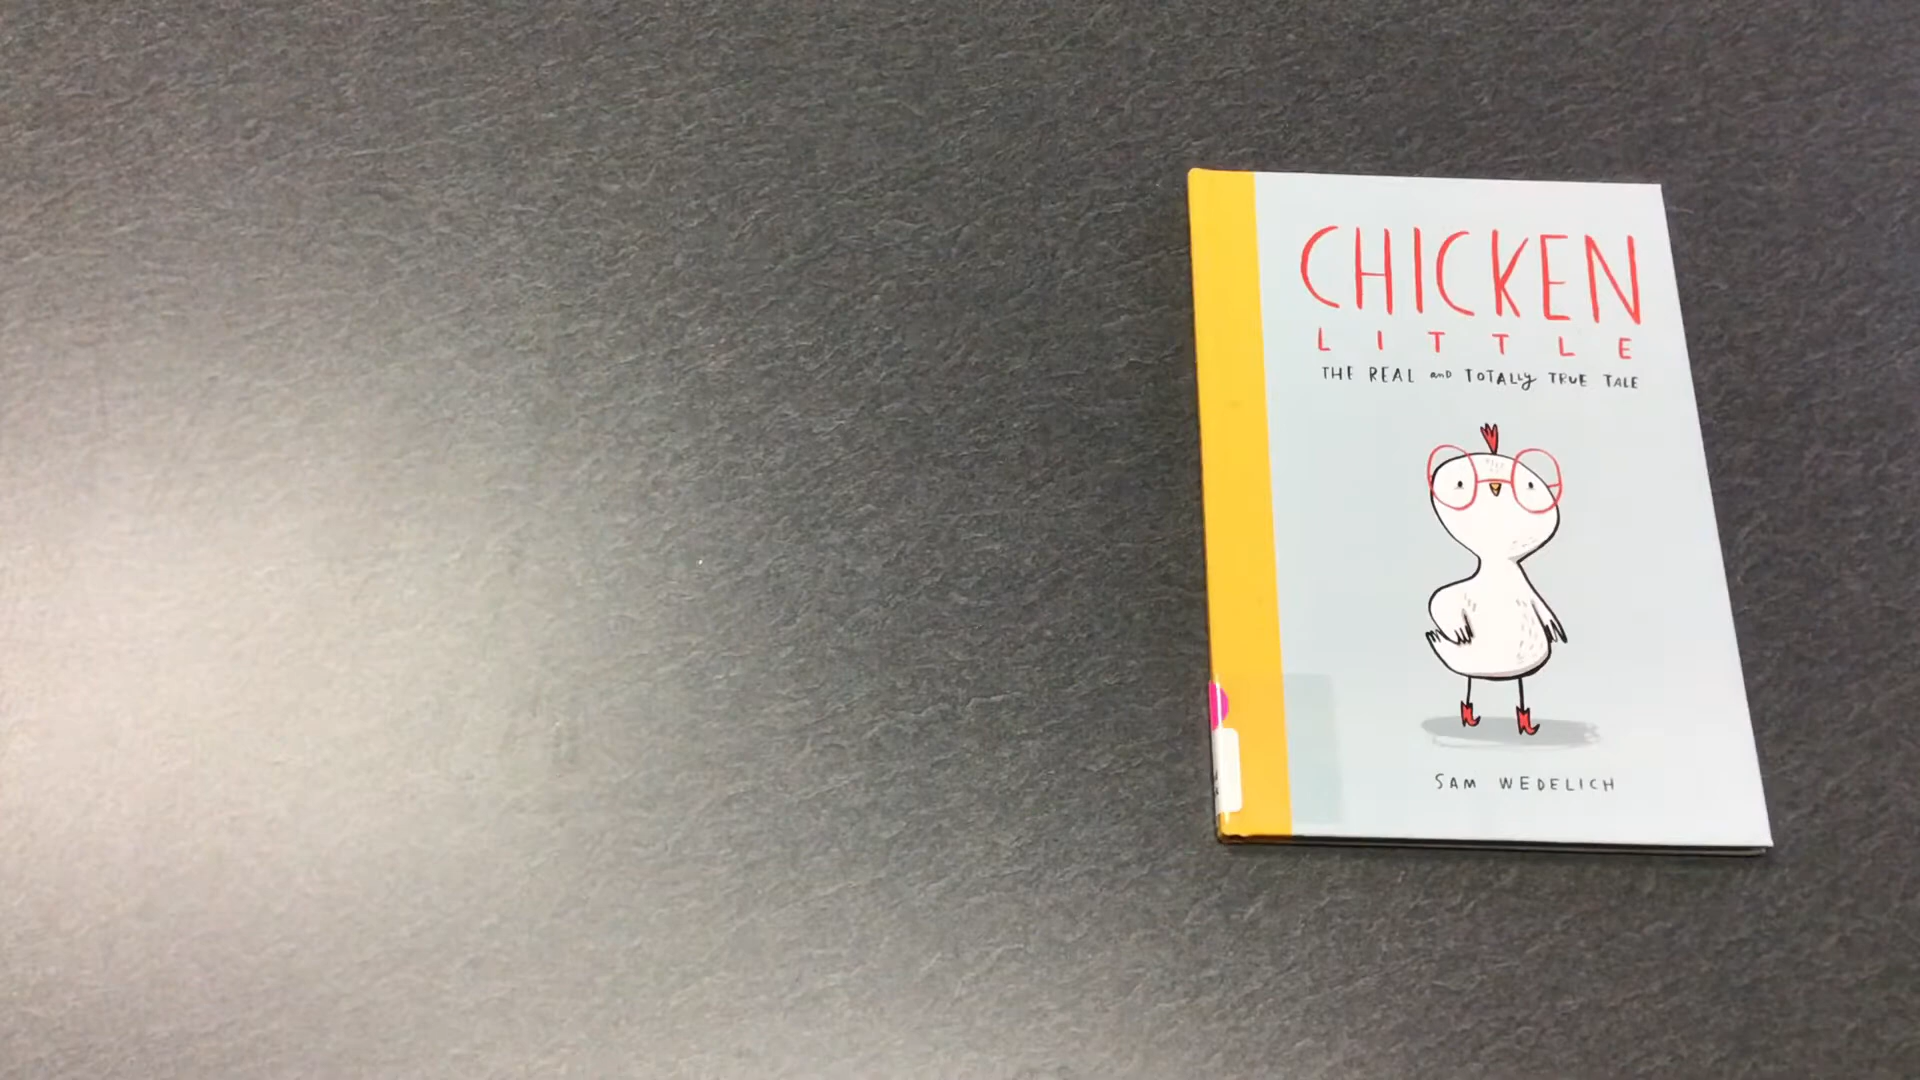 CHICKEN
LITTLE
THE REAL and TOTALLY TRUE TALE
SAM WEDELICH